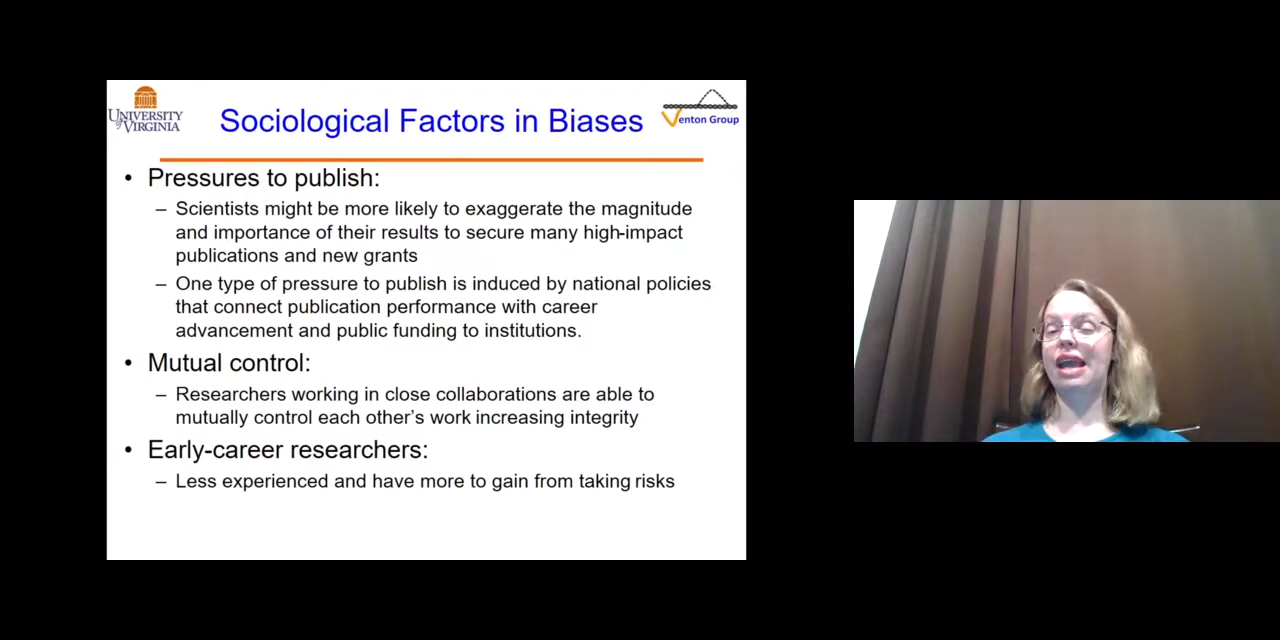 UNIVERSITY
of VIRGINIA
Sociological Factors in Biases
Venton Group
• Pressures to publish:
– Scientists might be more likely to exaggerate the magnitude
and importance of their results to secure many high-impact
publications and new grants
– One type of pressure to publish is induced by national policies
that connect publication performance with career
advancement and public funding to institutions.
• Mutual control:
– Researchers working in close collaborations are able to
mutually control each other’s work increasing integrity
• Early-career researchers:
– Less experienced and have more to gain from taking risks